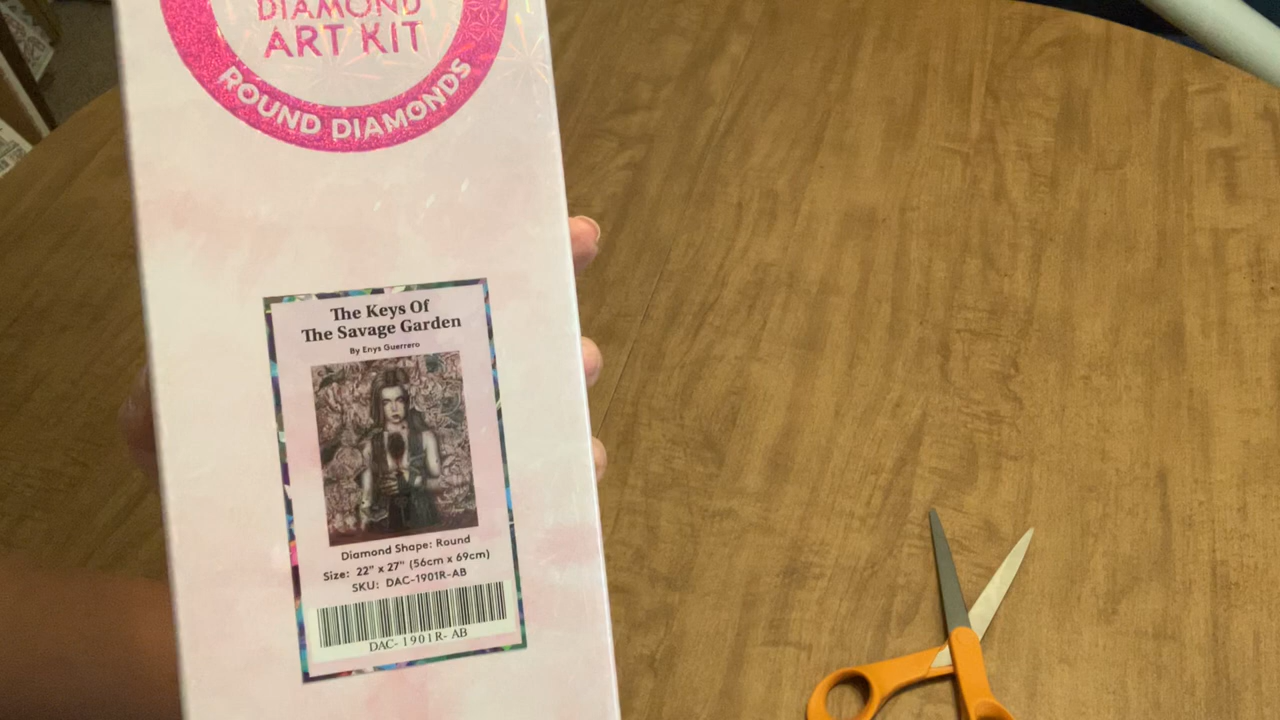 DIAMOND
ART KIT
ROUND DIAMONDS
The Keys Of
The Savage Garden
By Enys Guerrero
Diamond Shape: Round
Size: 22" x 27" (56cm x 69cm)
SKU: DAC-1901R-AB
DAC-1901R-AB